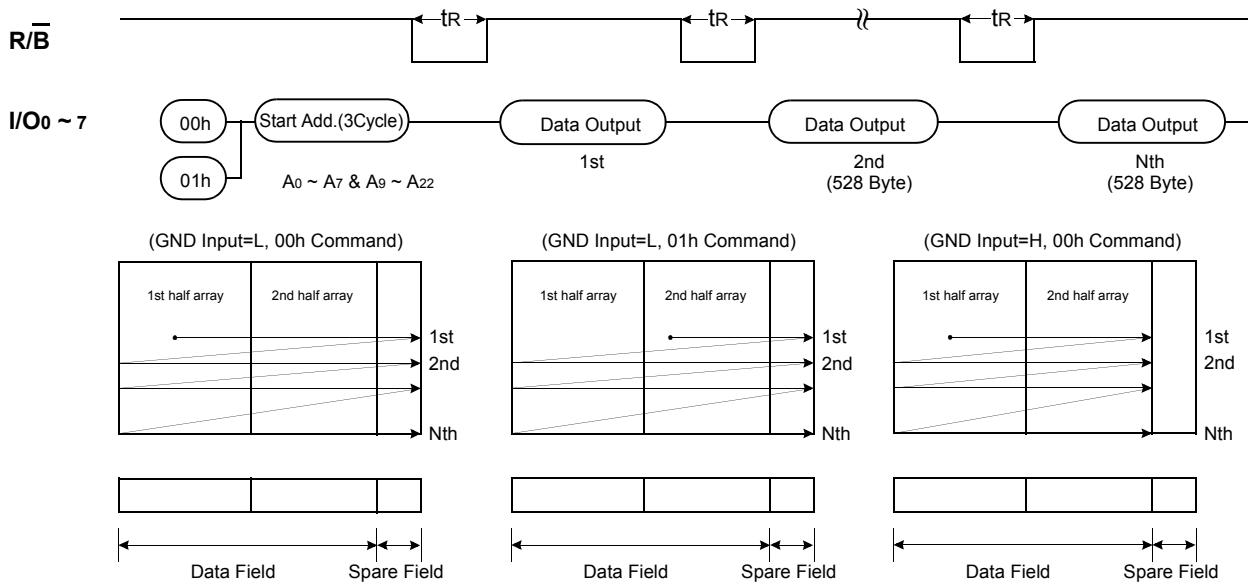 tR tR tR
R/B
I/O0 ~ 7 00h Start Add.(3Cycle) Data Output Data Output Data Output
01h A0 ~ A7 & A9 ~ A22 1st 2nd Nth
(528 Byte) (528 Byte)
(GND Input=L, 00h Command) (GND Input=L, 01h Command) (GND Input=H, 00h Command)
1st half array 2nd half array 1st half array 2nd half array 1st half array 2nd half array
1st 1st 1st
2nd 2nd 2nd
Nth Nth Nth
Data Field Spare Field Data Field Spare Field Data Field Spare Field